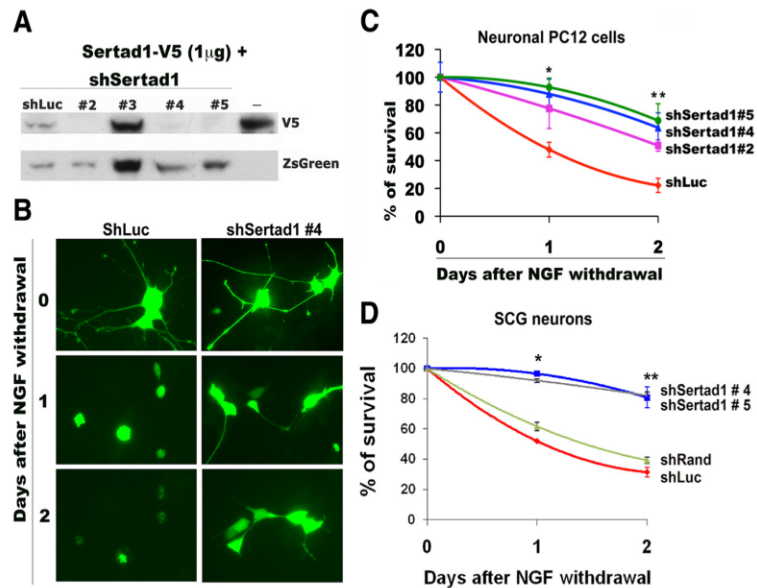 A
Sertad1-V5 (1μg) +
shSertad1
shLuc #2 #3 #4 #5 –
V5
ZsGreen
B
ShLuc shSertad1 #4
Days after NGF withdrawal
0
1
2
C
Neuronal PC12 cells
% of survival
120
100
80
60
40
20
0
*
**
shSertad1#5
shSertad1#4
shSertad1#2
shLuc
0 1 2
Days after NGF withdrawal
D
SCG neurons
% of survival
120
100
80
60
40
20
0
*
**
shSertad1 # 4
shSertad1 # 5
shRand
shLuc
0 1 2
Days after NGF withdrawal